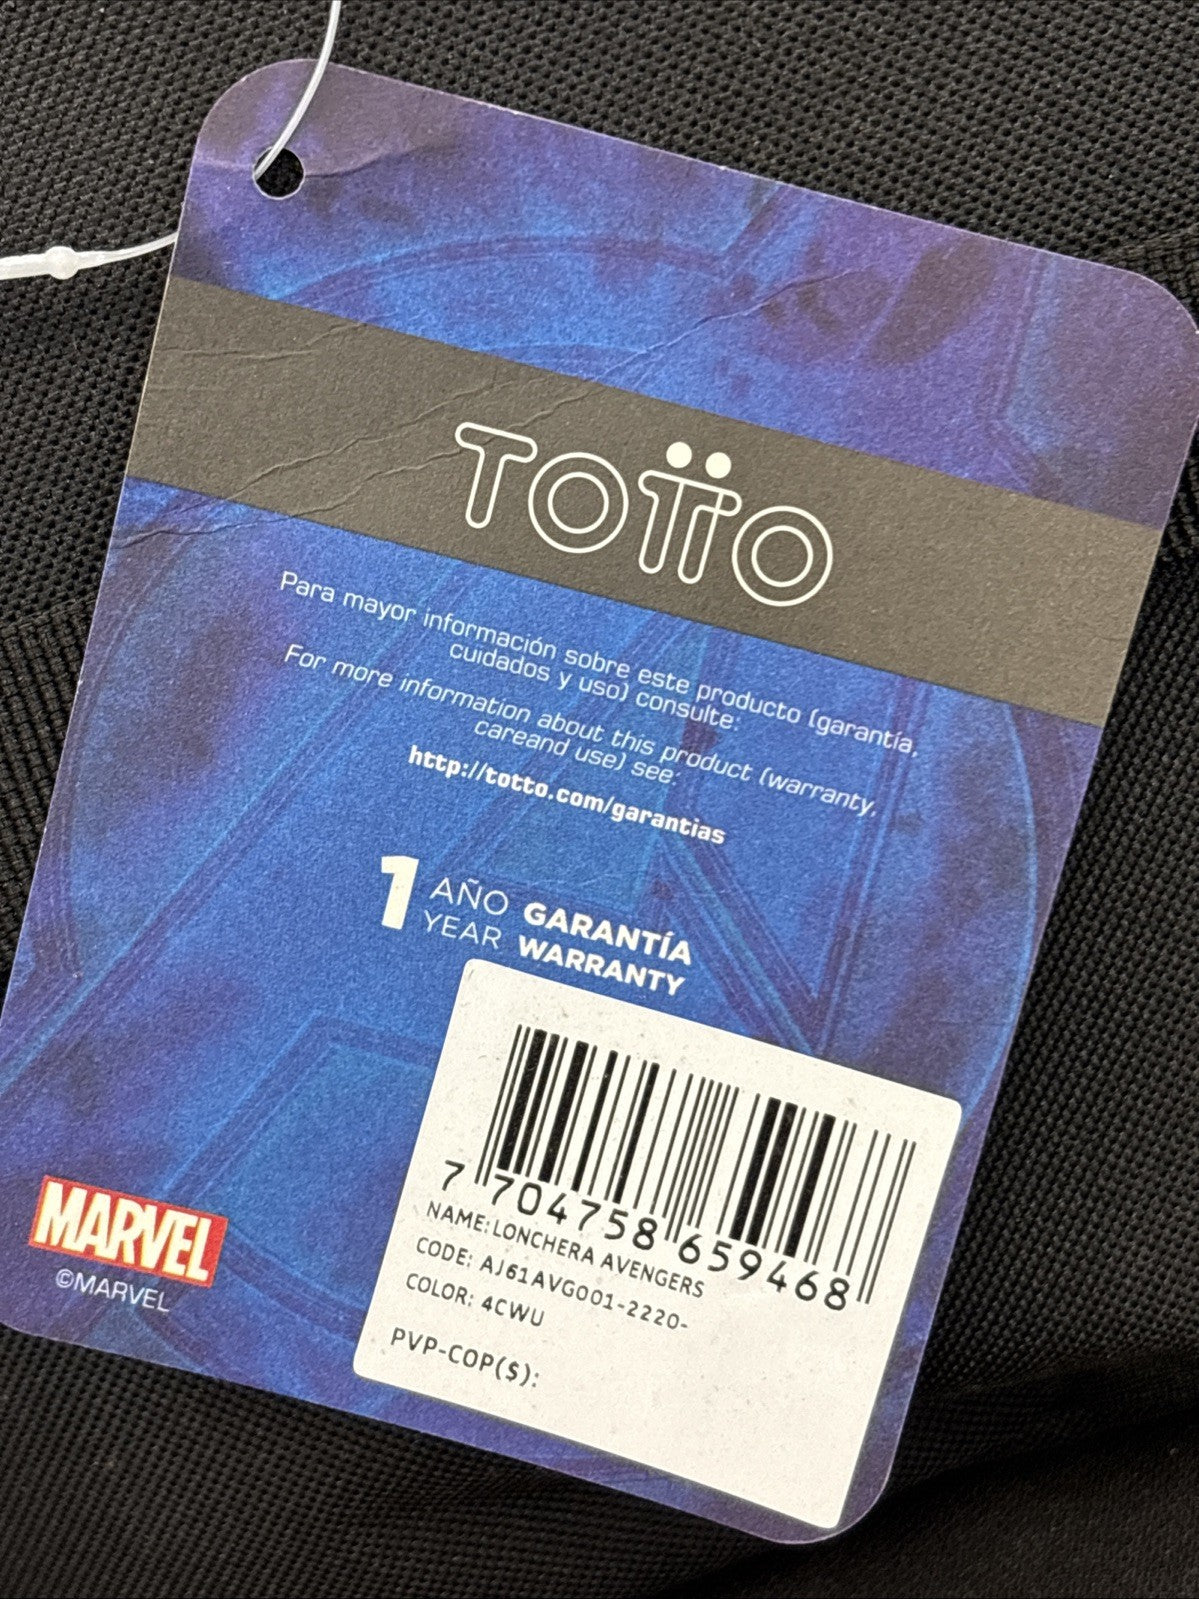 TOTTO
Para mayor información sobre este producto (garantía,
cuidados y uso) consulte:
For more information about this product (warranty,
careand use) see:
http://totto.com/garantias
1 AÑO GARANTÍA
YEAR WARRANTY
7 704758 659468
NAME:LONCHERA AVENGERS
CODE: AJ61AVG001-2220-
COLOR: 4CWU
PVP-COP($):
MARVEL
©MARVEL